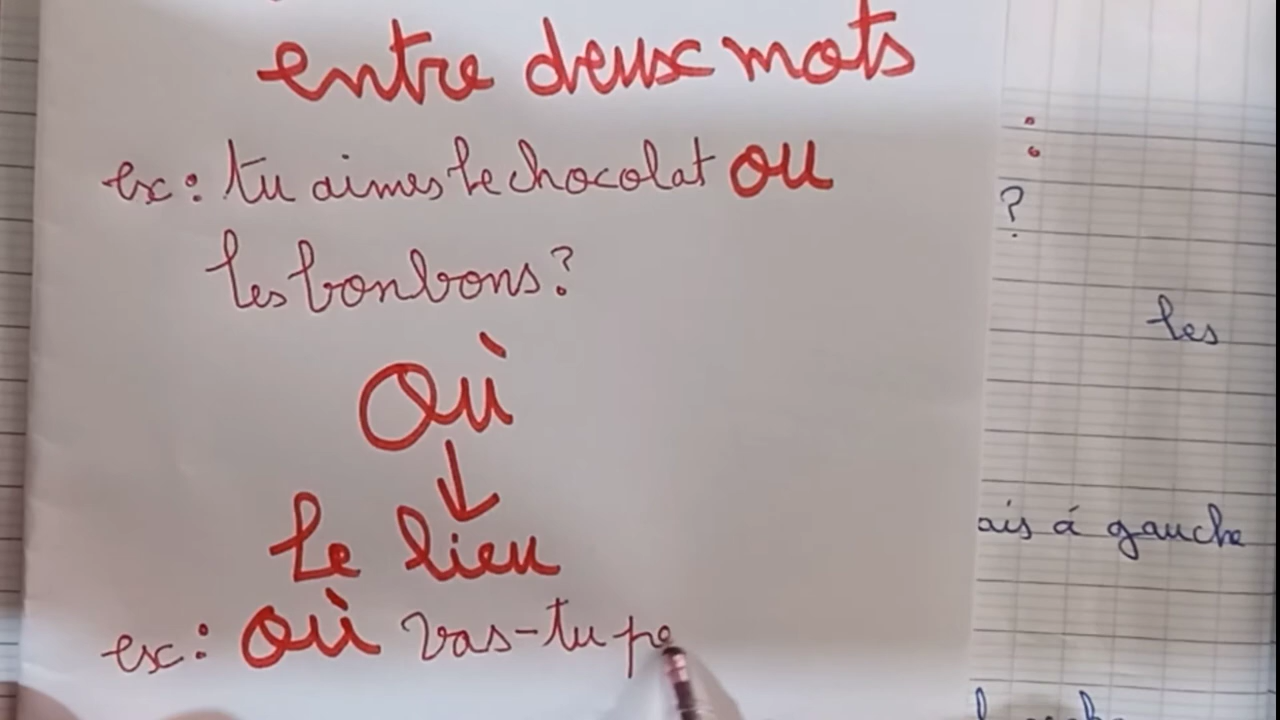 entre deux mots
ex: tu aimes le chocolat ou
les bonbons?
Où
le lieu
ex: où vas-tu pa
:
?
les
ais à gauche